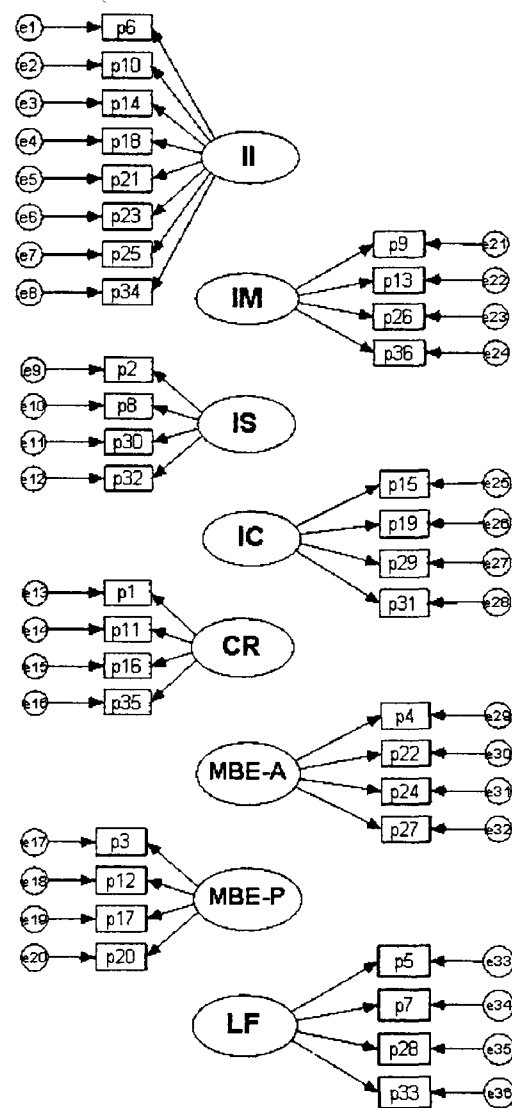 e1 p6
e2 p10
e3 p14
e4 p18
II
e5 p21
e6 p23
e7 p25
e8 p34
p9 e21
p13 e22
IM
p26 e23
p36 e24
e9 p2
e10 p8
IS
e11 p30
e12 p32
p15 e25
p19 e26
IC
p29 e27
p31 e28
e13 p1
e14 p11
CR
e15 p16
e16 p35
p4 e29
p22 e30
MBE-A
p24 e31
p27 e32
e17 p3
e18 p12
MBE-P
e19 p17
e20 p20
p5 e33
p7 e34
LF
p28 e35
p33 e36